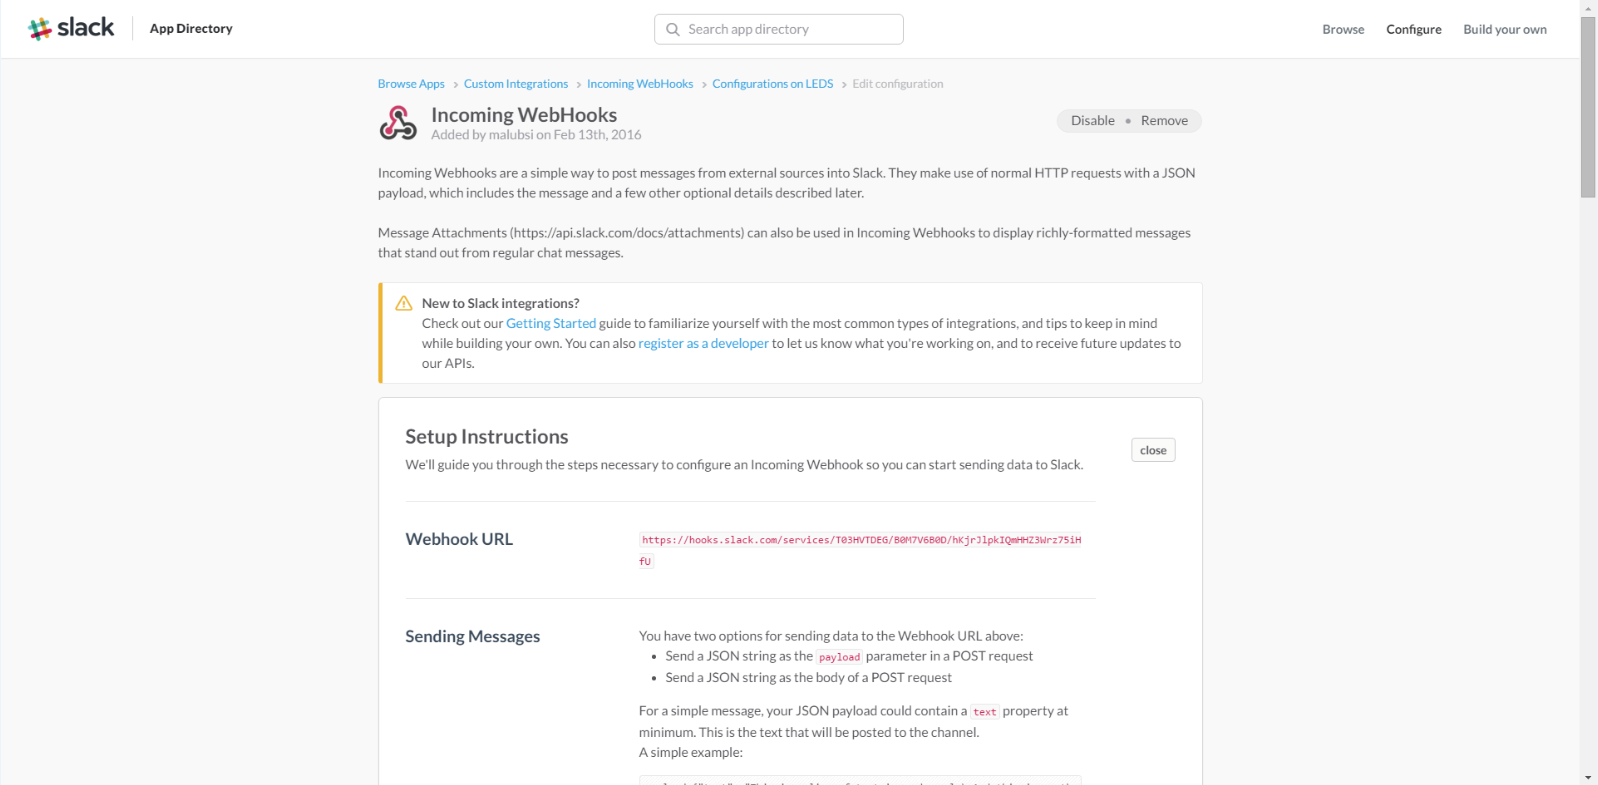 slack
App Directory
Search app directory
Browse
Configure
Build your own
Browse Apps > Custom Integrations > Incoming WebHooks > Configurations on LEDS > Edit configuration
Incoming WebHooks
Added by malubsi on Feb 13th, 2016
Disable • Remove
Incoming Webhooks are a simple way to post messages from external sources into Slack. They make use of normal HTTP requests with a JSON
payload, which includes the message and a few other optional details described later.
Message Attachments (https://api.slack.com/docs/attachments) can also be used in Incoming Webhooks to display richly-formatted messages
that stand out from regular chat messages.
New to Slack integrations?
Check out our Getting Started guide to familiarize yourself with the most common types of integrations, and tips to keep in mind
while building your own. You can also register as a developer to let us know what you're working on, and to receive future updates to
our APIs.
Setup Instructions
We'll guide you through the steps necessary to configure an Incoming Webhook so you can start sending data to Slack.
close
Webhook URL
https://hooks.slack.com/services/T03HVTDEG/B0M7V6B0D/hKjrJlpkIQmHHZ3Wrz75iH
fU
Sending Messages
You have two options for sending data to the Webhook URL above:
• Send a JSON string as the payload parameter in a POST request
• Send a JSON string as the body of a POST request
For a simple message, your JSON payload could contain a text property at
minimum. This is the text that will be posted to the channel.
A simple example: